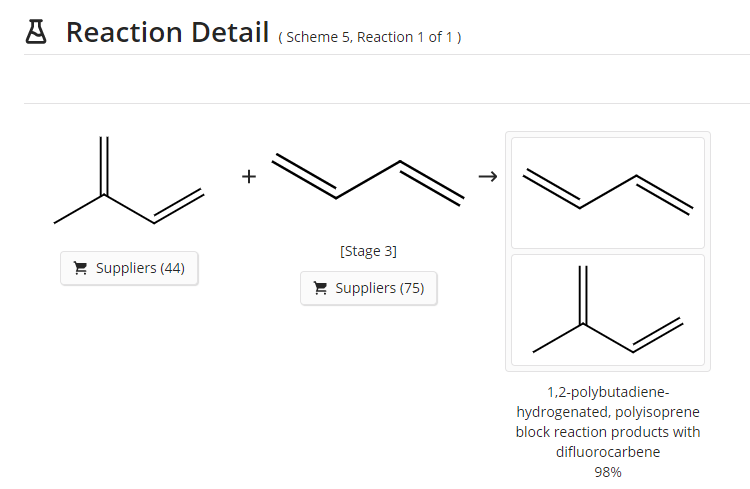 Reaction Detail ( Scheme 5, Reaction 1 of 1 )
+
→
[Stage 3]
Suppliers (44)
Suppliers (75)
1,2-polybutadiene-
hydrogenated, polyisoprene
block reaction products with
difluorocarbene
98%